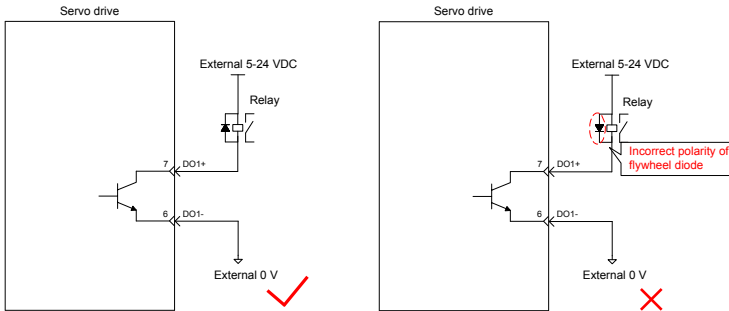 Servo drive
External 5-24 VDC
Relay
7
DO1+
6
DO1-
External 0 V
Servo drive
External 5-24 VDC
Relay
Incorrect polarity of
flywheel diode
7
DO1+
6
DO1-
External 0 V